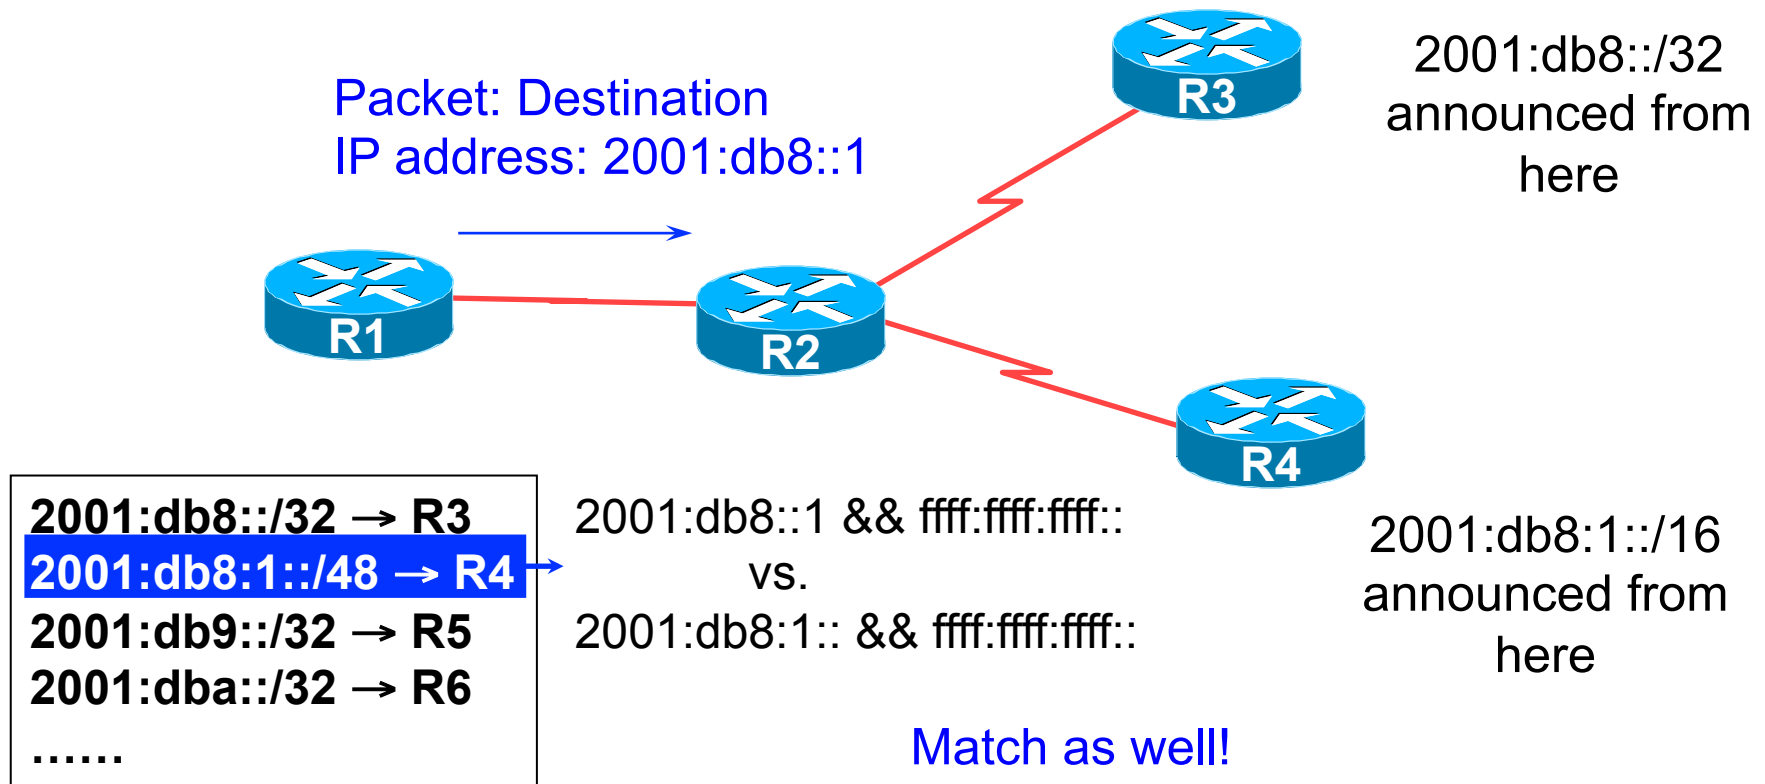 Packet: Destination
IP address: 2001:db8::1
R1
R2
R3
2001:db8::/32
announced from
here
R4
2001:db8:1::/16
announced from
here
2001:db8::/32 → R3
2001:db8:1::/48 → R4
2001:db9::/32 → R5
2001:dba::/32 → R6
......
2001:db8::1 && ffff:ffff:ffff::
vs.
2001:db8:1:: && ffff:ffff:ffff::
Match as well!